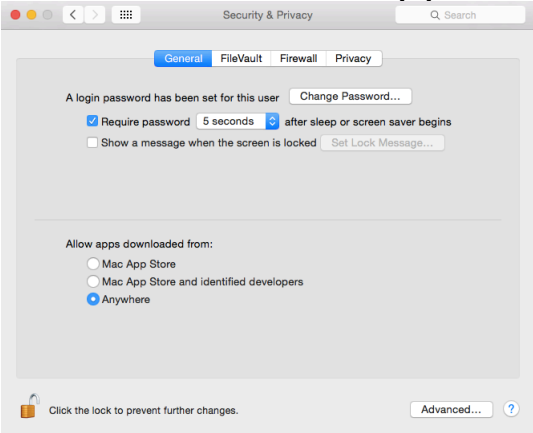 Security & Privacy
Search
General FileVault Firewall Privacy
A login password has been set for this user Change Password...
Require password 5 seconds after sleep or screen saver begins
Show a message when the screen is locked Set Lock Message...
Allow apps downloaded from:
Mac App Store
Mac App Store and identified developers
Anywhere
Click the lock to prevent further changes. Advanced... ?